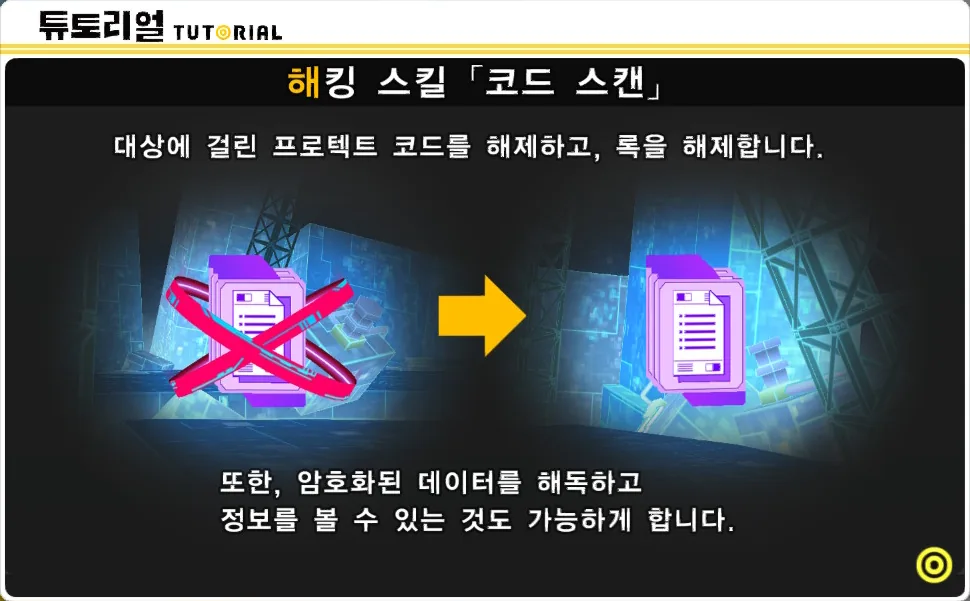 튜토리얼 TUTORIAL
해킹 스킬「코드 스캔」
대상에 걸린 프로텍트 코드를 해제하고, 록을 해제합니다.
또한, 암호화된 데이터를 해독하고
정보를 볼 수 있는 것도 가능하게 합니다.